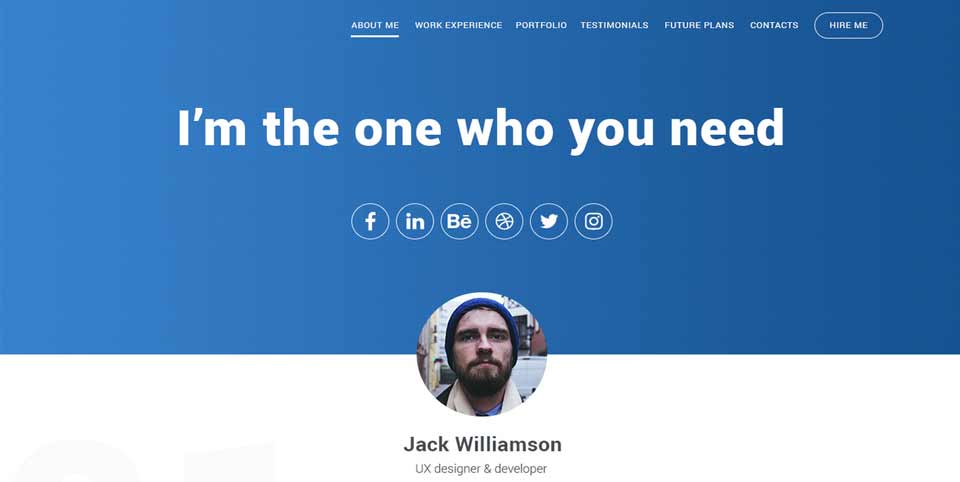 ABOUT ME WORK EXPERIENCE PORTFOLIO TESTIMONIALS FUTURE PLANS CONTACTS HIRE ME
I’m the one who you need
f in Bē
Jack Williamson
UX designer & developer
01